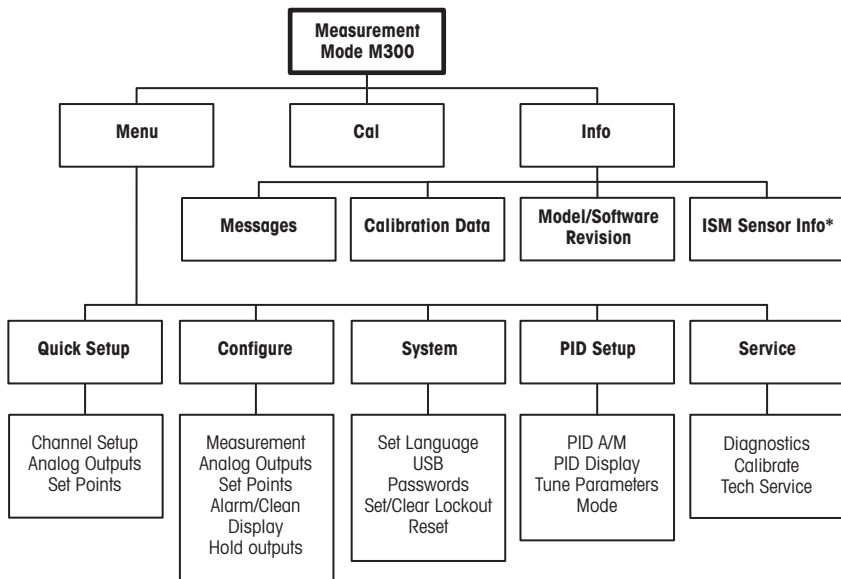 Measurement
Mode M300
Menu
Cal
Info
Messages
Calibration Data
Model/Software
Revision
ISM Sensor Info*
Quick Setup
Configure
System
PID Setup
Service
Channel Setup
Analog Outputs
Set Points
Measurement
Analog Outputs
Set Points
Alarm/Clean
Display
Hold outputs
Set Language
USB
Passwords
Set/Clear Lockout
Reset
PID A/M
PID Display
Tune Parameters
Mode
Diagnostics
Calibrate
Tech Service